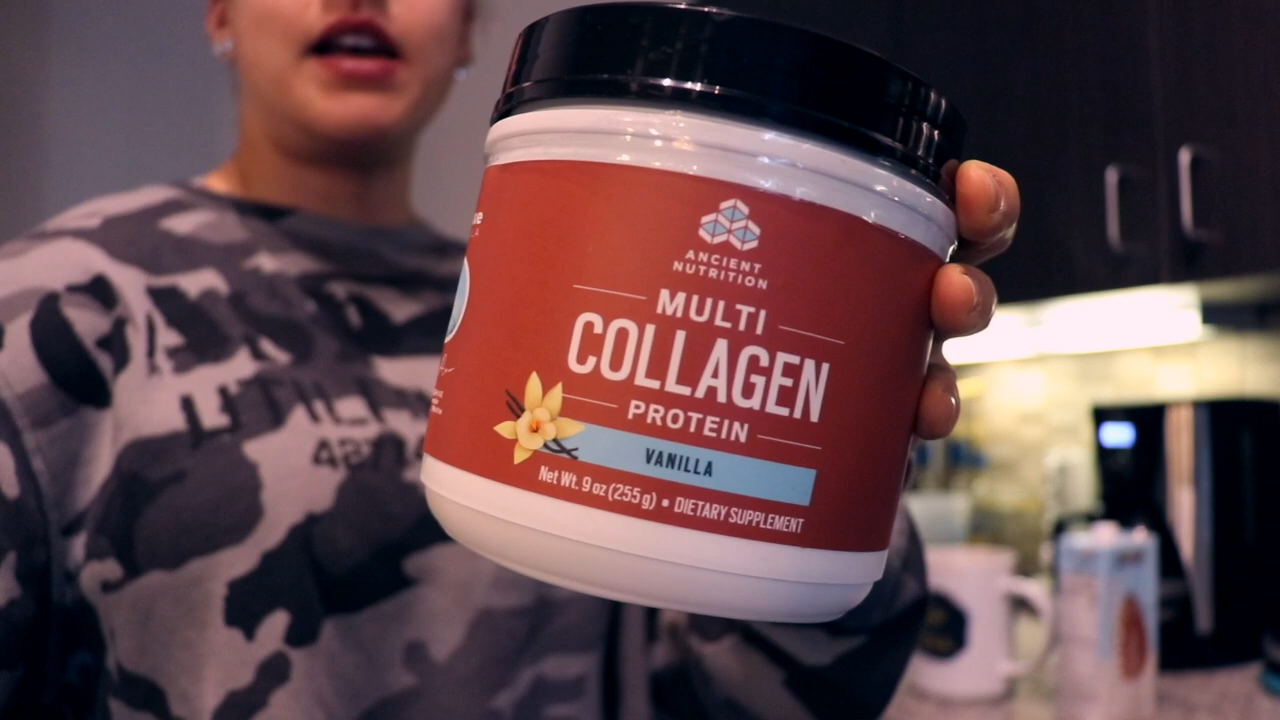 ANCIENT
NUTRITION
MULTI
COLLAGEN
PROTEIN
VANILLA
Net Wt. 9 oz (255 g) • DIETARY SUPPLEMENT